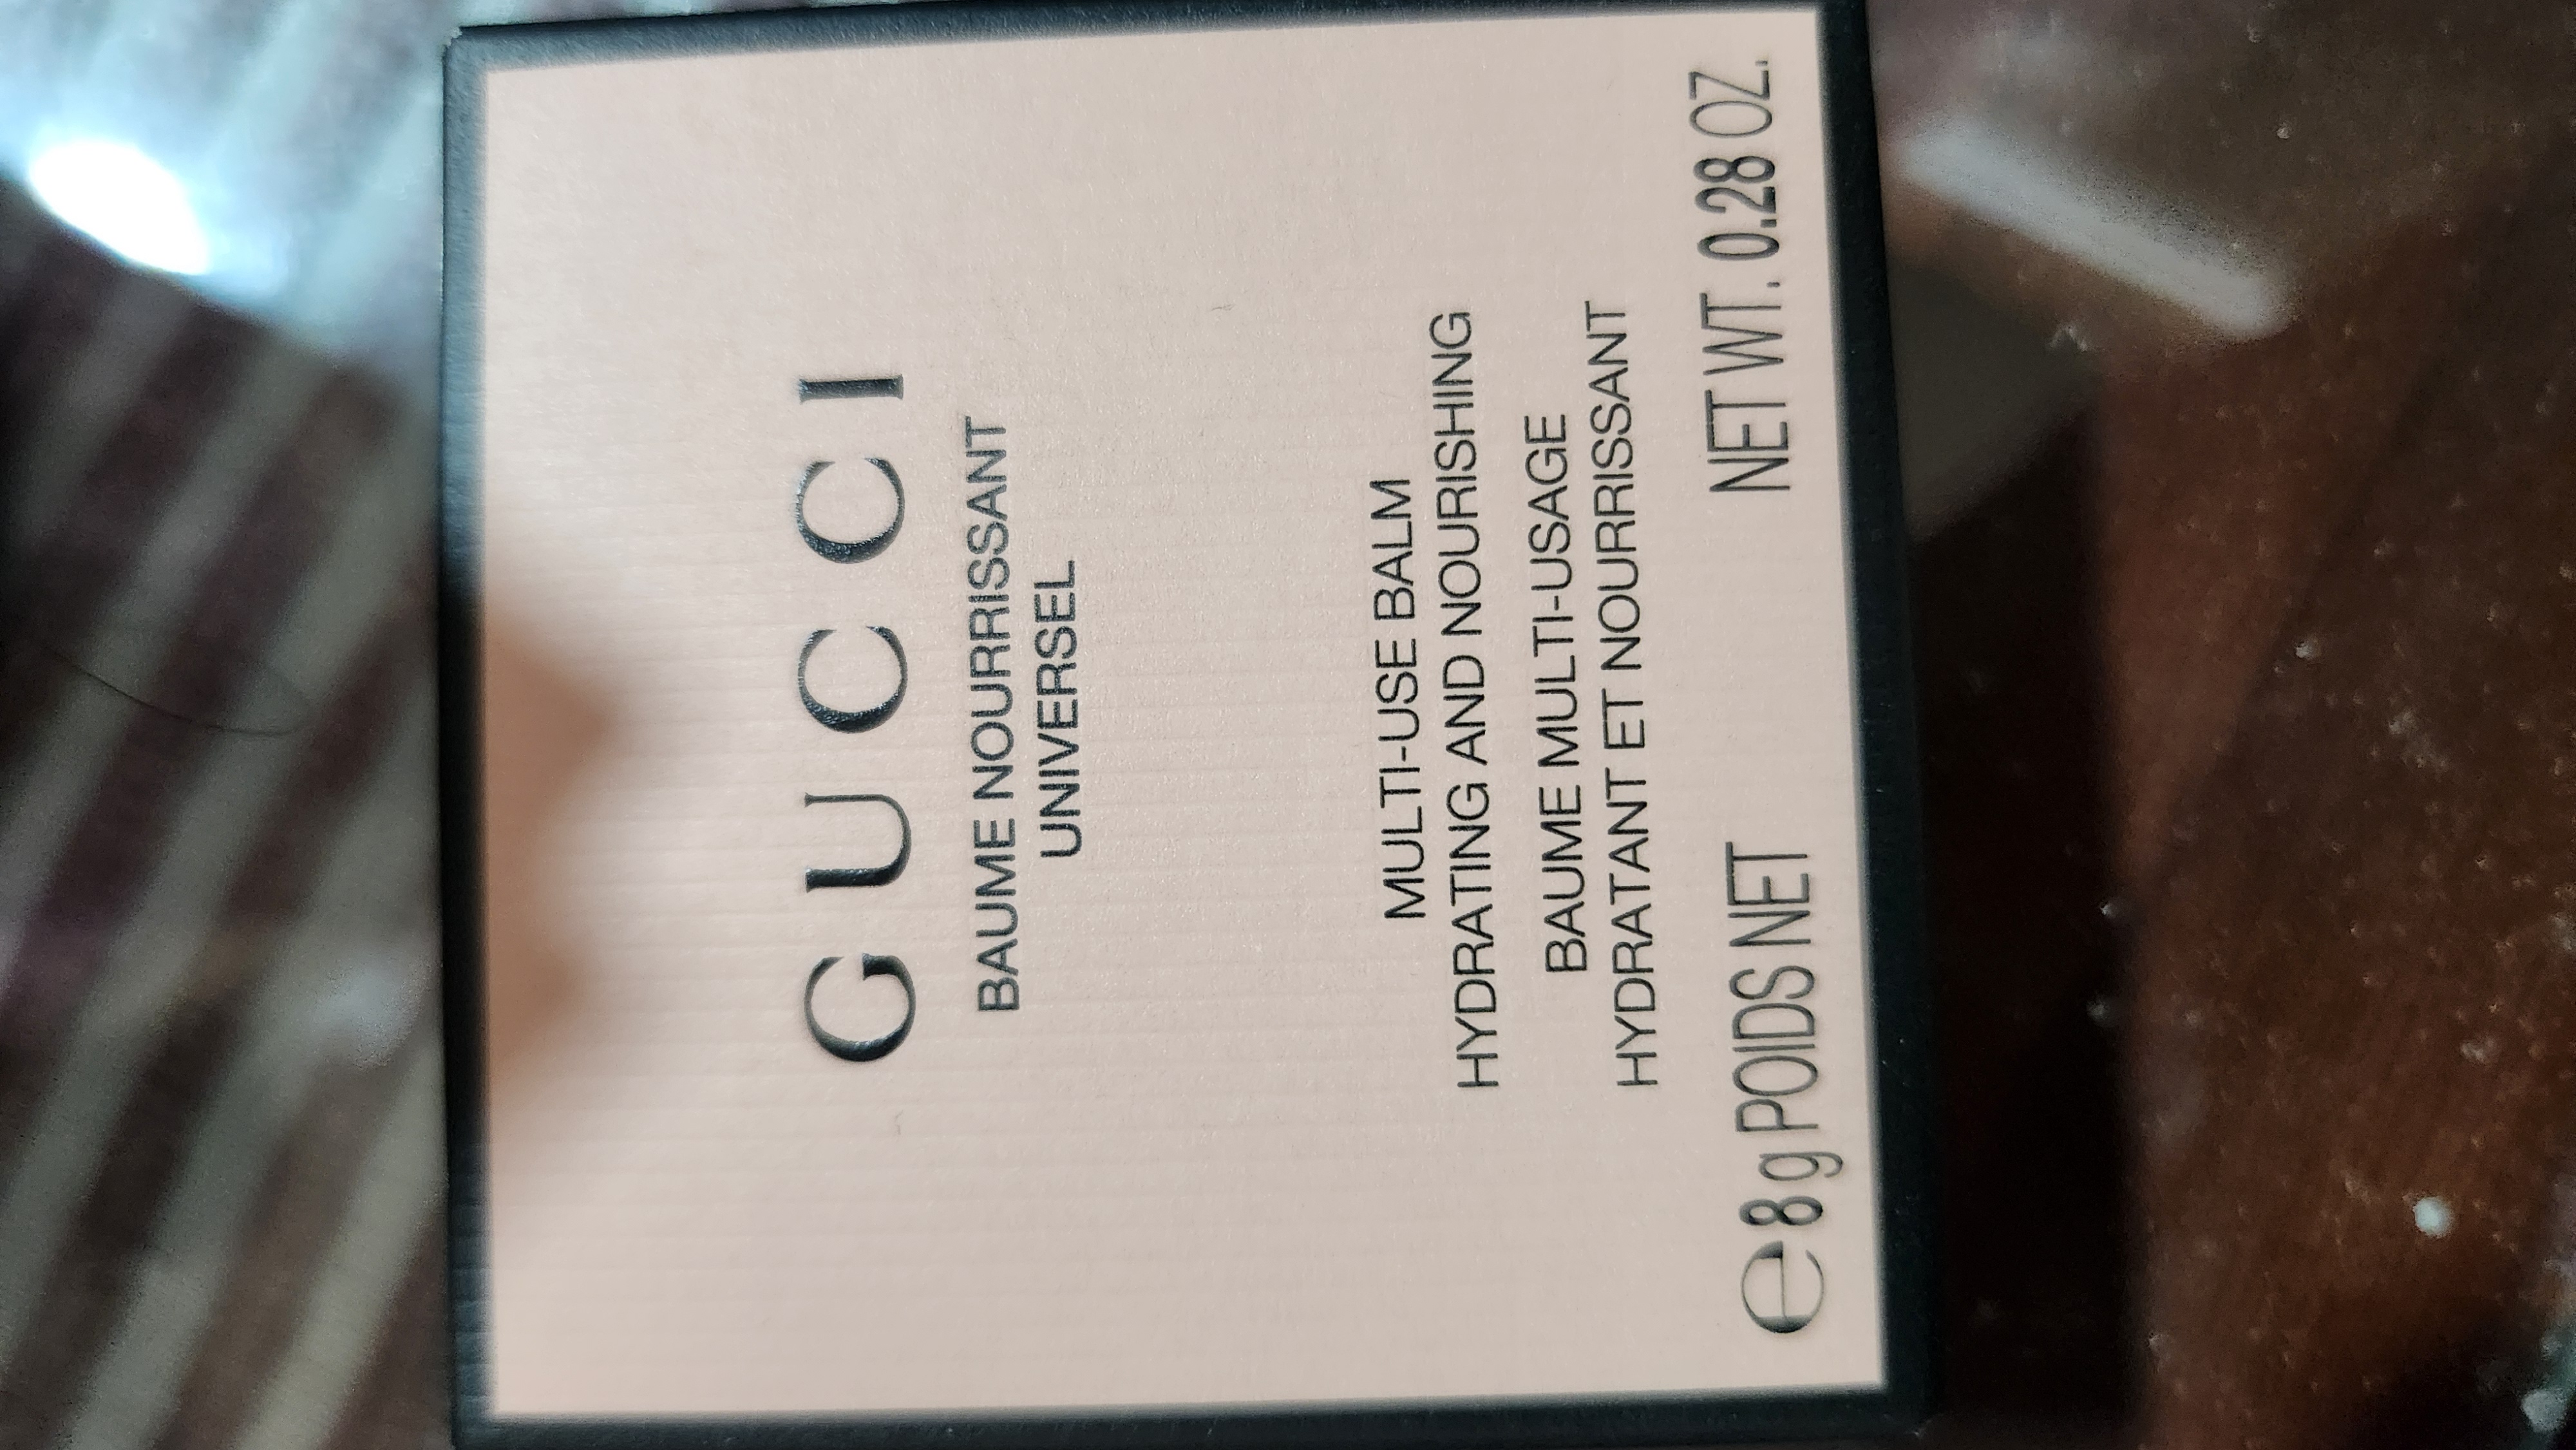 GUCCI
BAUME NOURRISSANT
UNIVERSEL
MULTI-USE BALM
HYDRATING AND NOURISHING
BAUME MULTI-USAGE
HYDRATANT ET NOURRISSANT
℮ 8 g POIDS NET NET WT. 0.28 OZ.